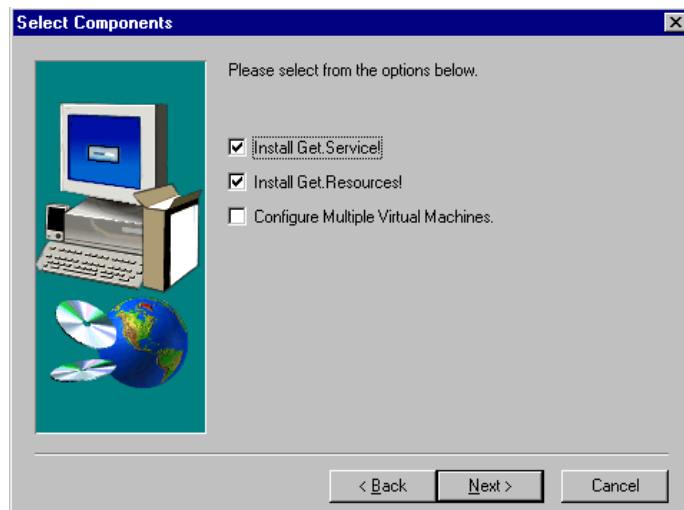 Select Components
Please select from the options below.
Install Get.Service!
Install Get.Resources!
Configure Multiple Virtual Machines.
< Back
Next >
Cancel